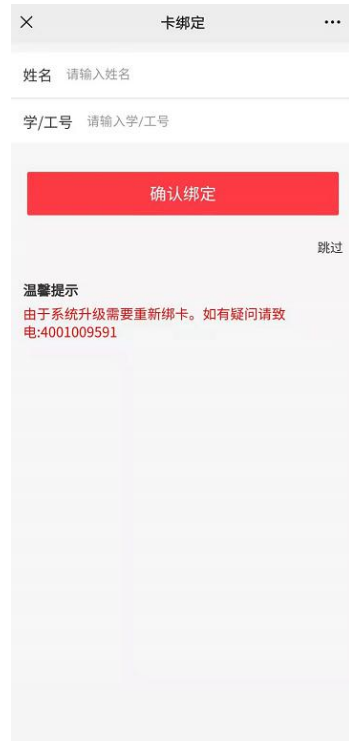 卡绑定
姓名 请输入姓名
学/工号 请输入学/工号
确认绑定
跳过
温馨提示
由于系统升级需要重新绑卡。如有疑问请致
电:4001009591